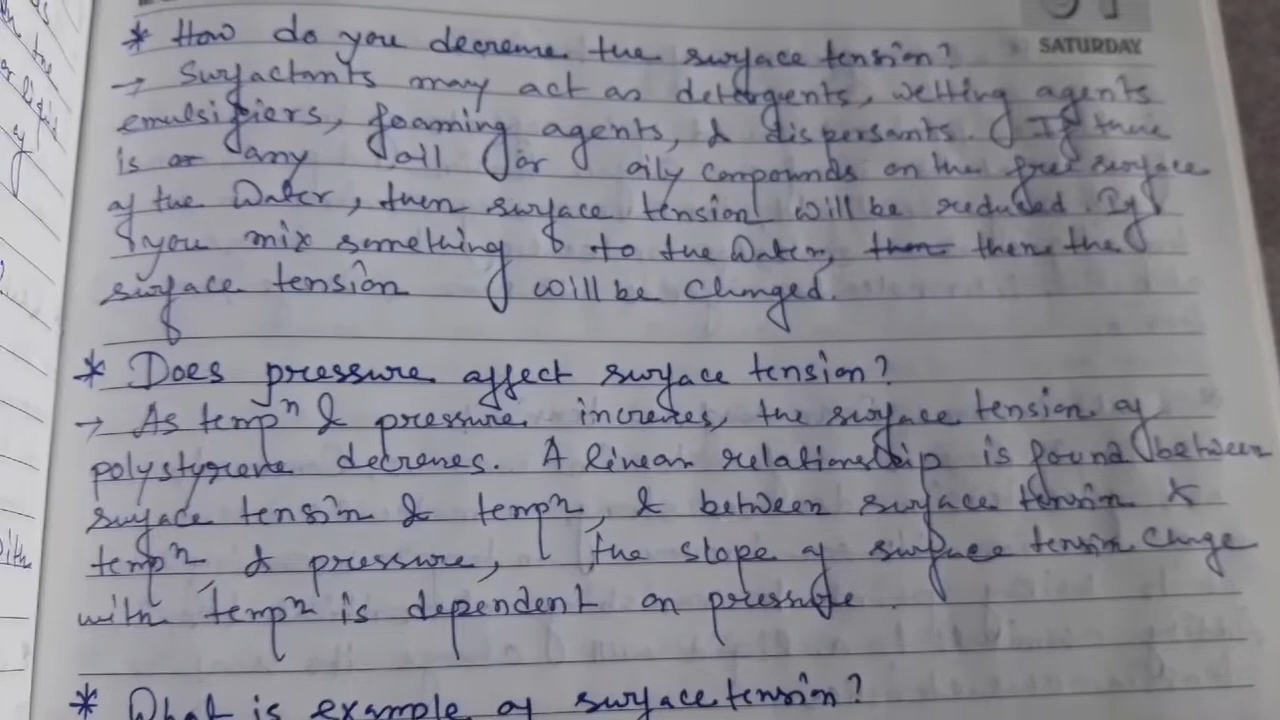 SATURDAY
* How do you decrease the surface tension?
→ Surfactants may act as detergents, wetting agents
emulsifiers, foaming agents, & dispersants. If there
is or any oil or oily compounds on the free surface
of the Water, then surface tension will be reduced. If
you mix something to the Water, then then the
surface tension will be changed.
* Does pressure affect surface tension?
→ As tempⁿ & pressure increases, the surface tension of
polystyrene decreases. A linear relationship is found between
surface tension & tempⁿ, & between surface tension &
tempⁿ & pressure, the slope of surface tension change
with tempⁿ is dependent on pressure.
* What is example of surface tension?